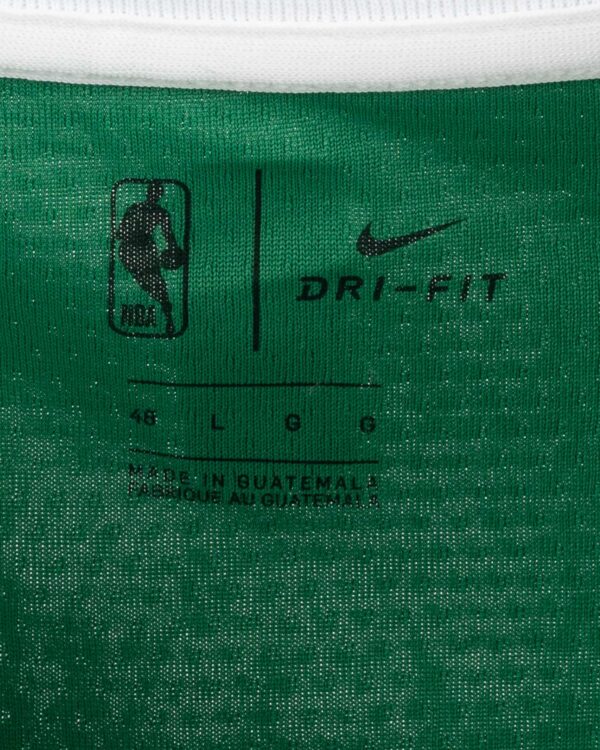 NBA
DRI-FIT
48 L G G
MADE IN GUATEMALA
FABRIQUE AU GUATEMALA